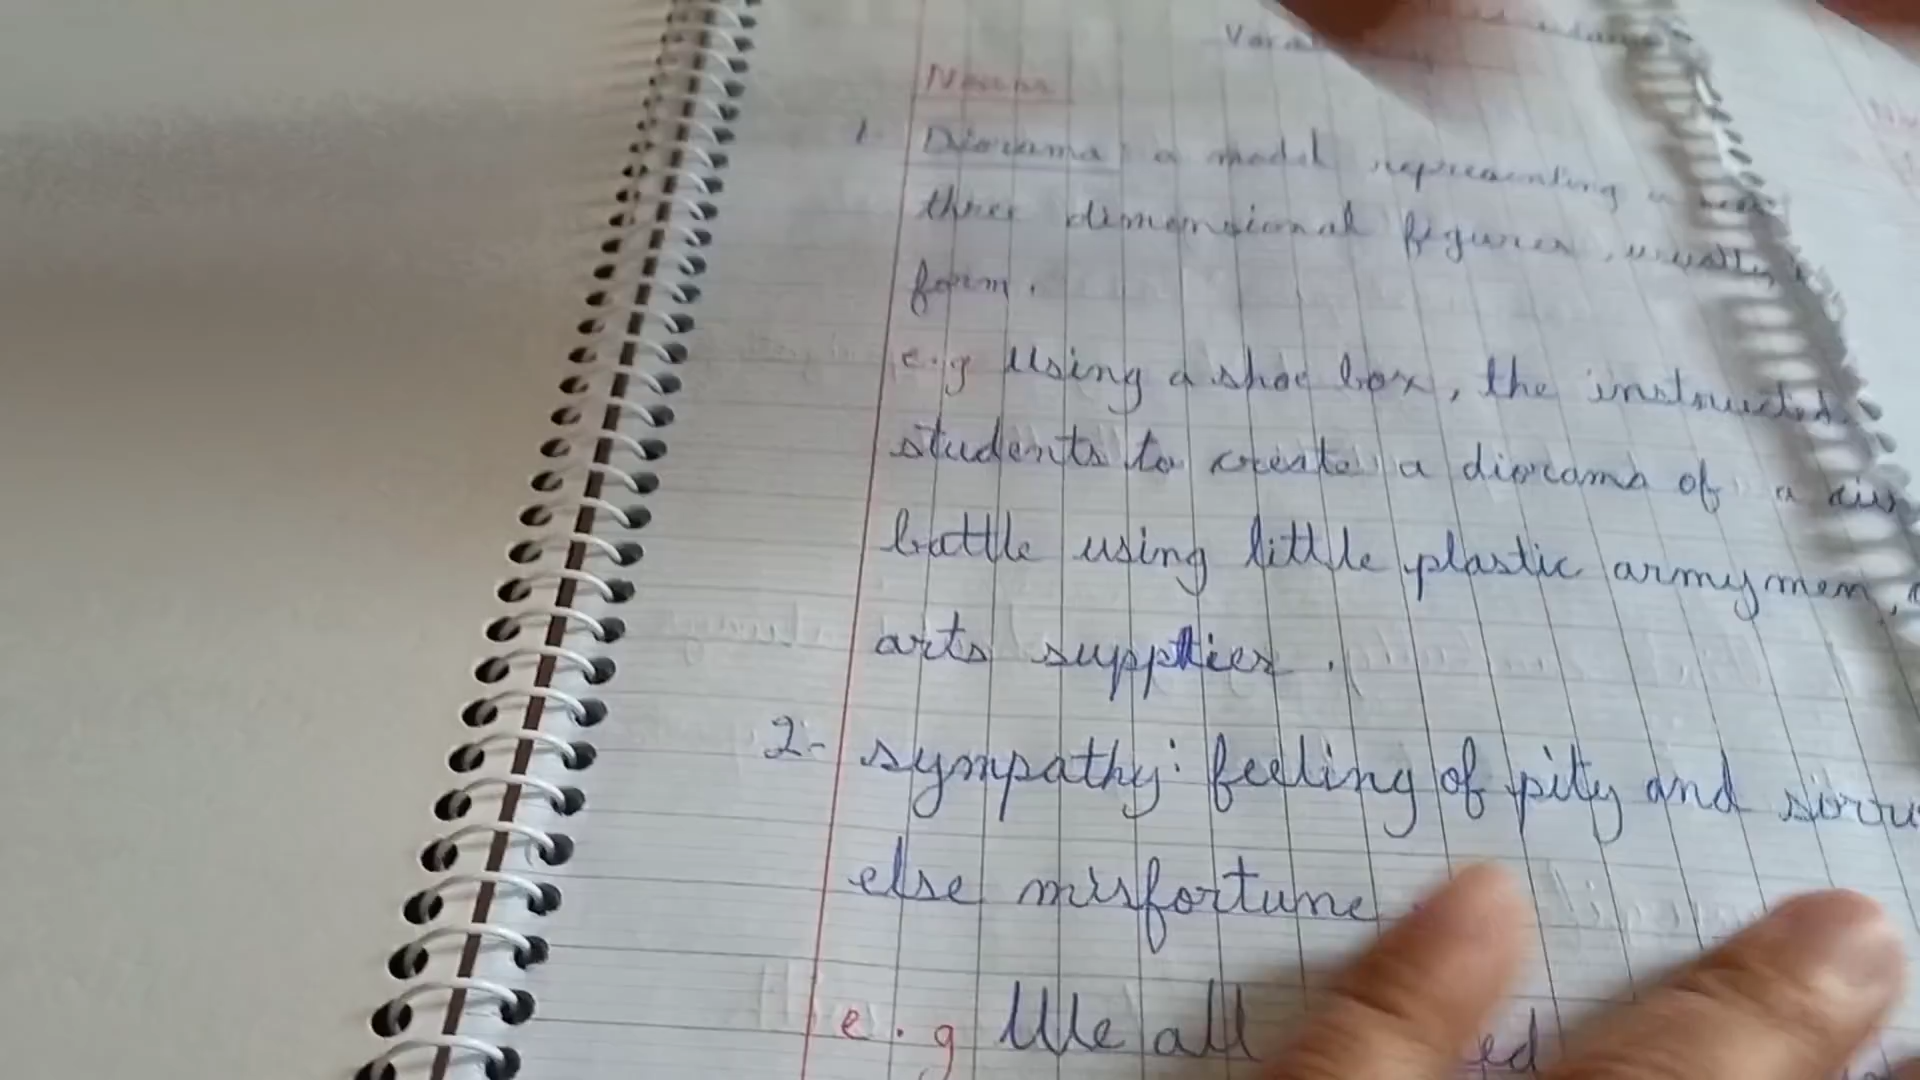 Nouns
1. Diorama : a model representing a
three dimensional figures, usually
form.
e.g Using a shoe box, the instructed
students to create a diorama of a
battle using little plastic armymen,
arts supplies.
2- sympathy : feeling of pity and
else misfortune
e.g We all